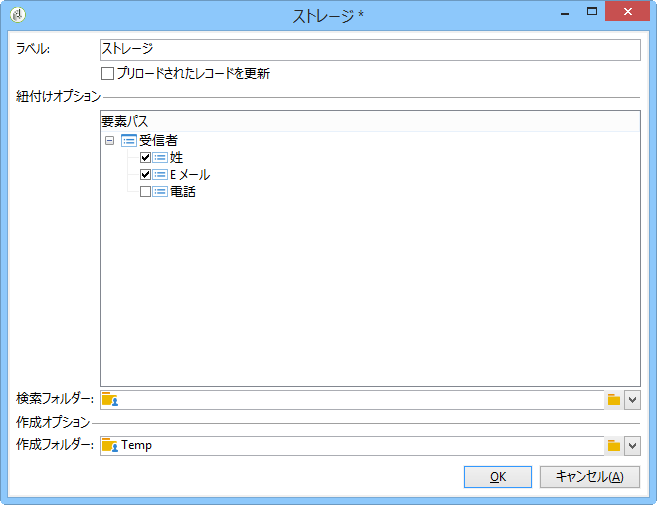 ストレージ *
ラベル: ストレージ
プリロードされたレコードを更新
紐付けオプション
要素パス
受信者
姓
E メール
電話
検索フォルダー:
作成オプション
作成フォルダー: Temp
OK キャンセル(A)